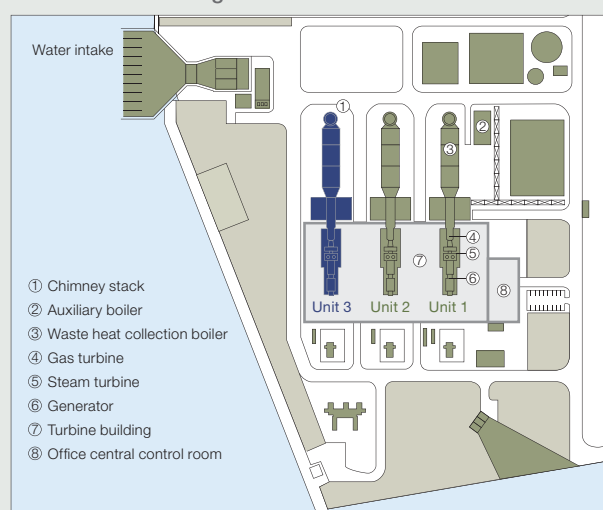 Water intake
①
②
③
④
⑤
⑥
⑦
⑧
Unit 3
Unit 2
Unit 1
① Chimney stack
② Auxiliary boiler
③ Waste heat collection boiler
④ Gas turbine
⑤ Steam turbine
⑥ Generator
⑦ Turbine building
⑧ Office central control room